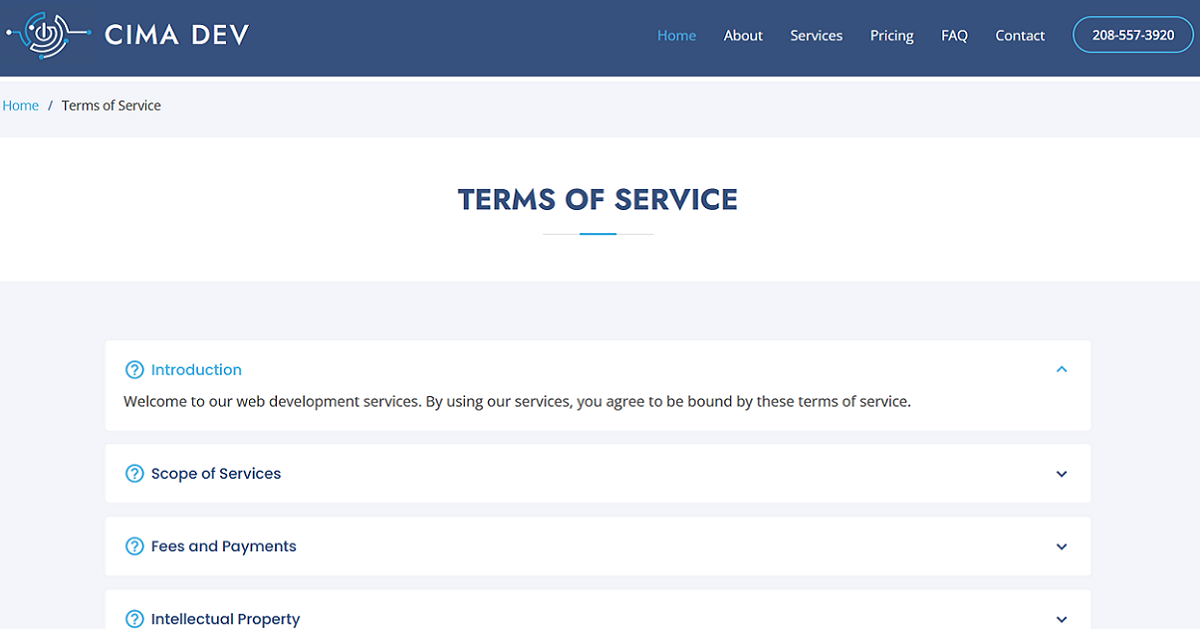 CIMA DEV
Home About Services Pricing FAQ Contact 208-557-3920
Home / Terms of Service
TERMS OF SERVICE
Introduction
Welcome to our web development services. By using our services, you agree to be bound by these terms of service.
Scope of Services
Fees and Payments
Intellectual Property